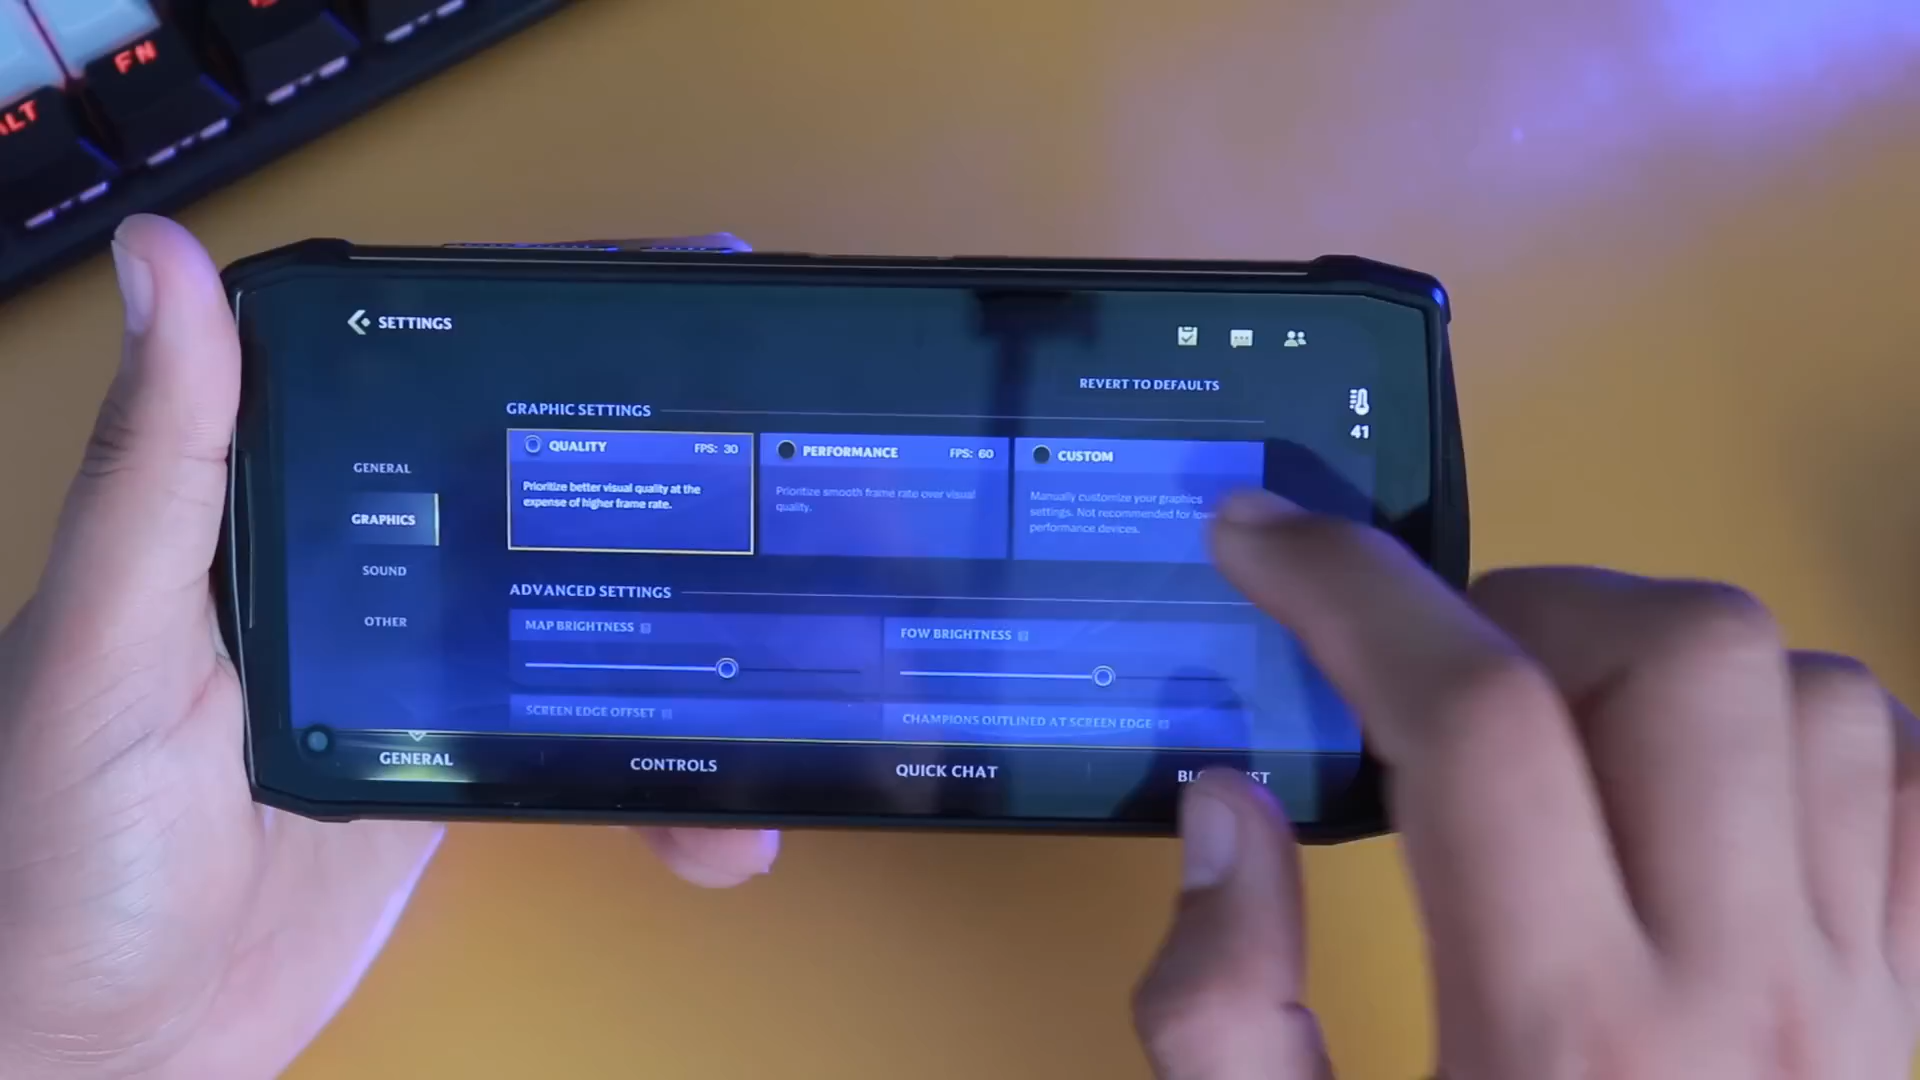 FN
ALT
SETTINGS
REVERT TO DEFAULTS
GRAPHIC SETTINGS
41
QUALITY FPS: 30
Prioritize better visual quality at the
expense of higher frame rate.
PERFORMANCE FPS: 60
Prioritize smooth frame rate over visual
quality.
CUSTOM
Manually customize your graphics
settings. Not recommended for
performance devices.
GENERAL
GRAPHICS
SOUND
OTHER
ADVANCED SETTINGS
MAP BRIGHTNESS
FOW BRIGHTNESS
SCREEN EDGE OFFSET
CHAMPIONS OUTLINED AT SCREEN EDGE
GENERAL
CONTROLS
QUICK CHAT